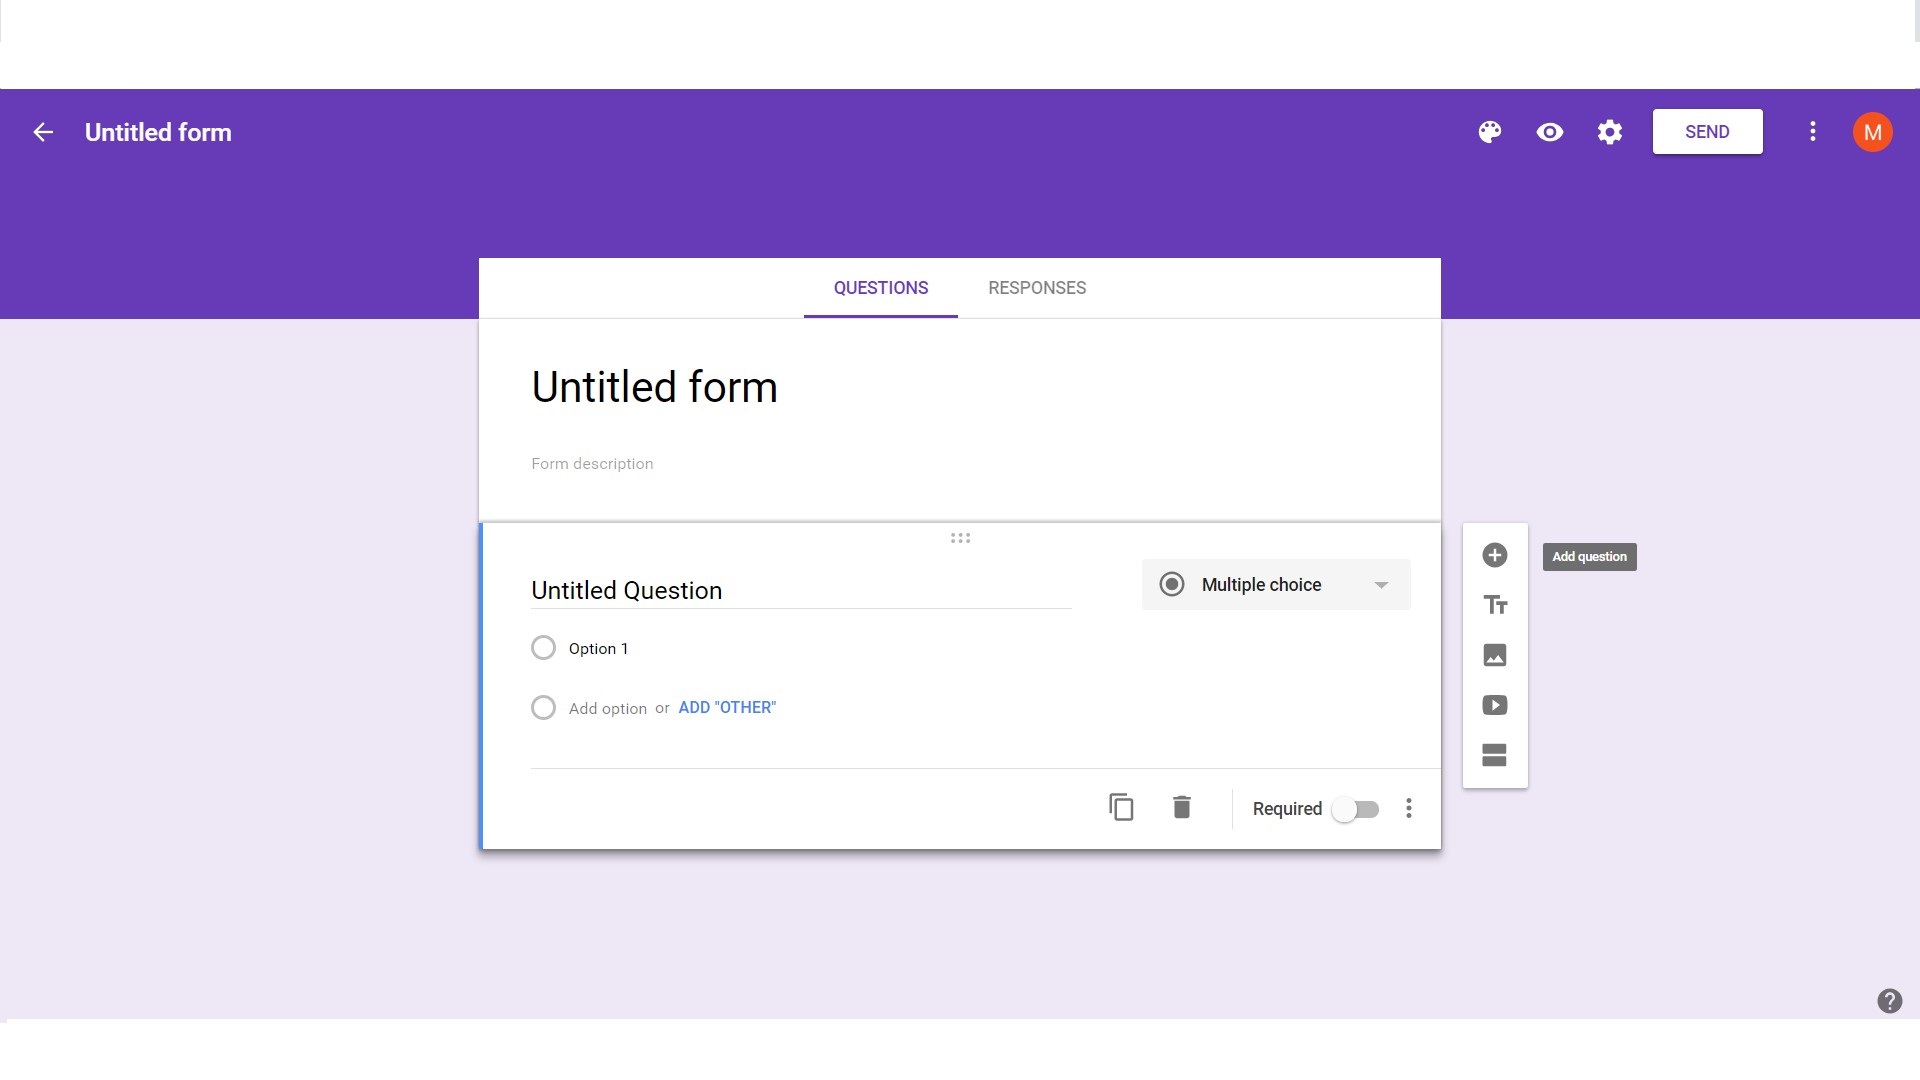 Untitled form
SEND
M
QUESTIONS
RESPONSES
Untitled form
Form description
Add question
Untitled Question
Multiple choice
Option 1
Add option or ADD "OTHER"
Required